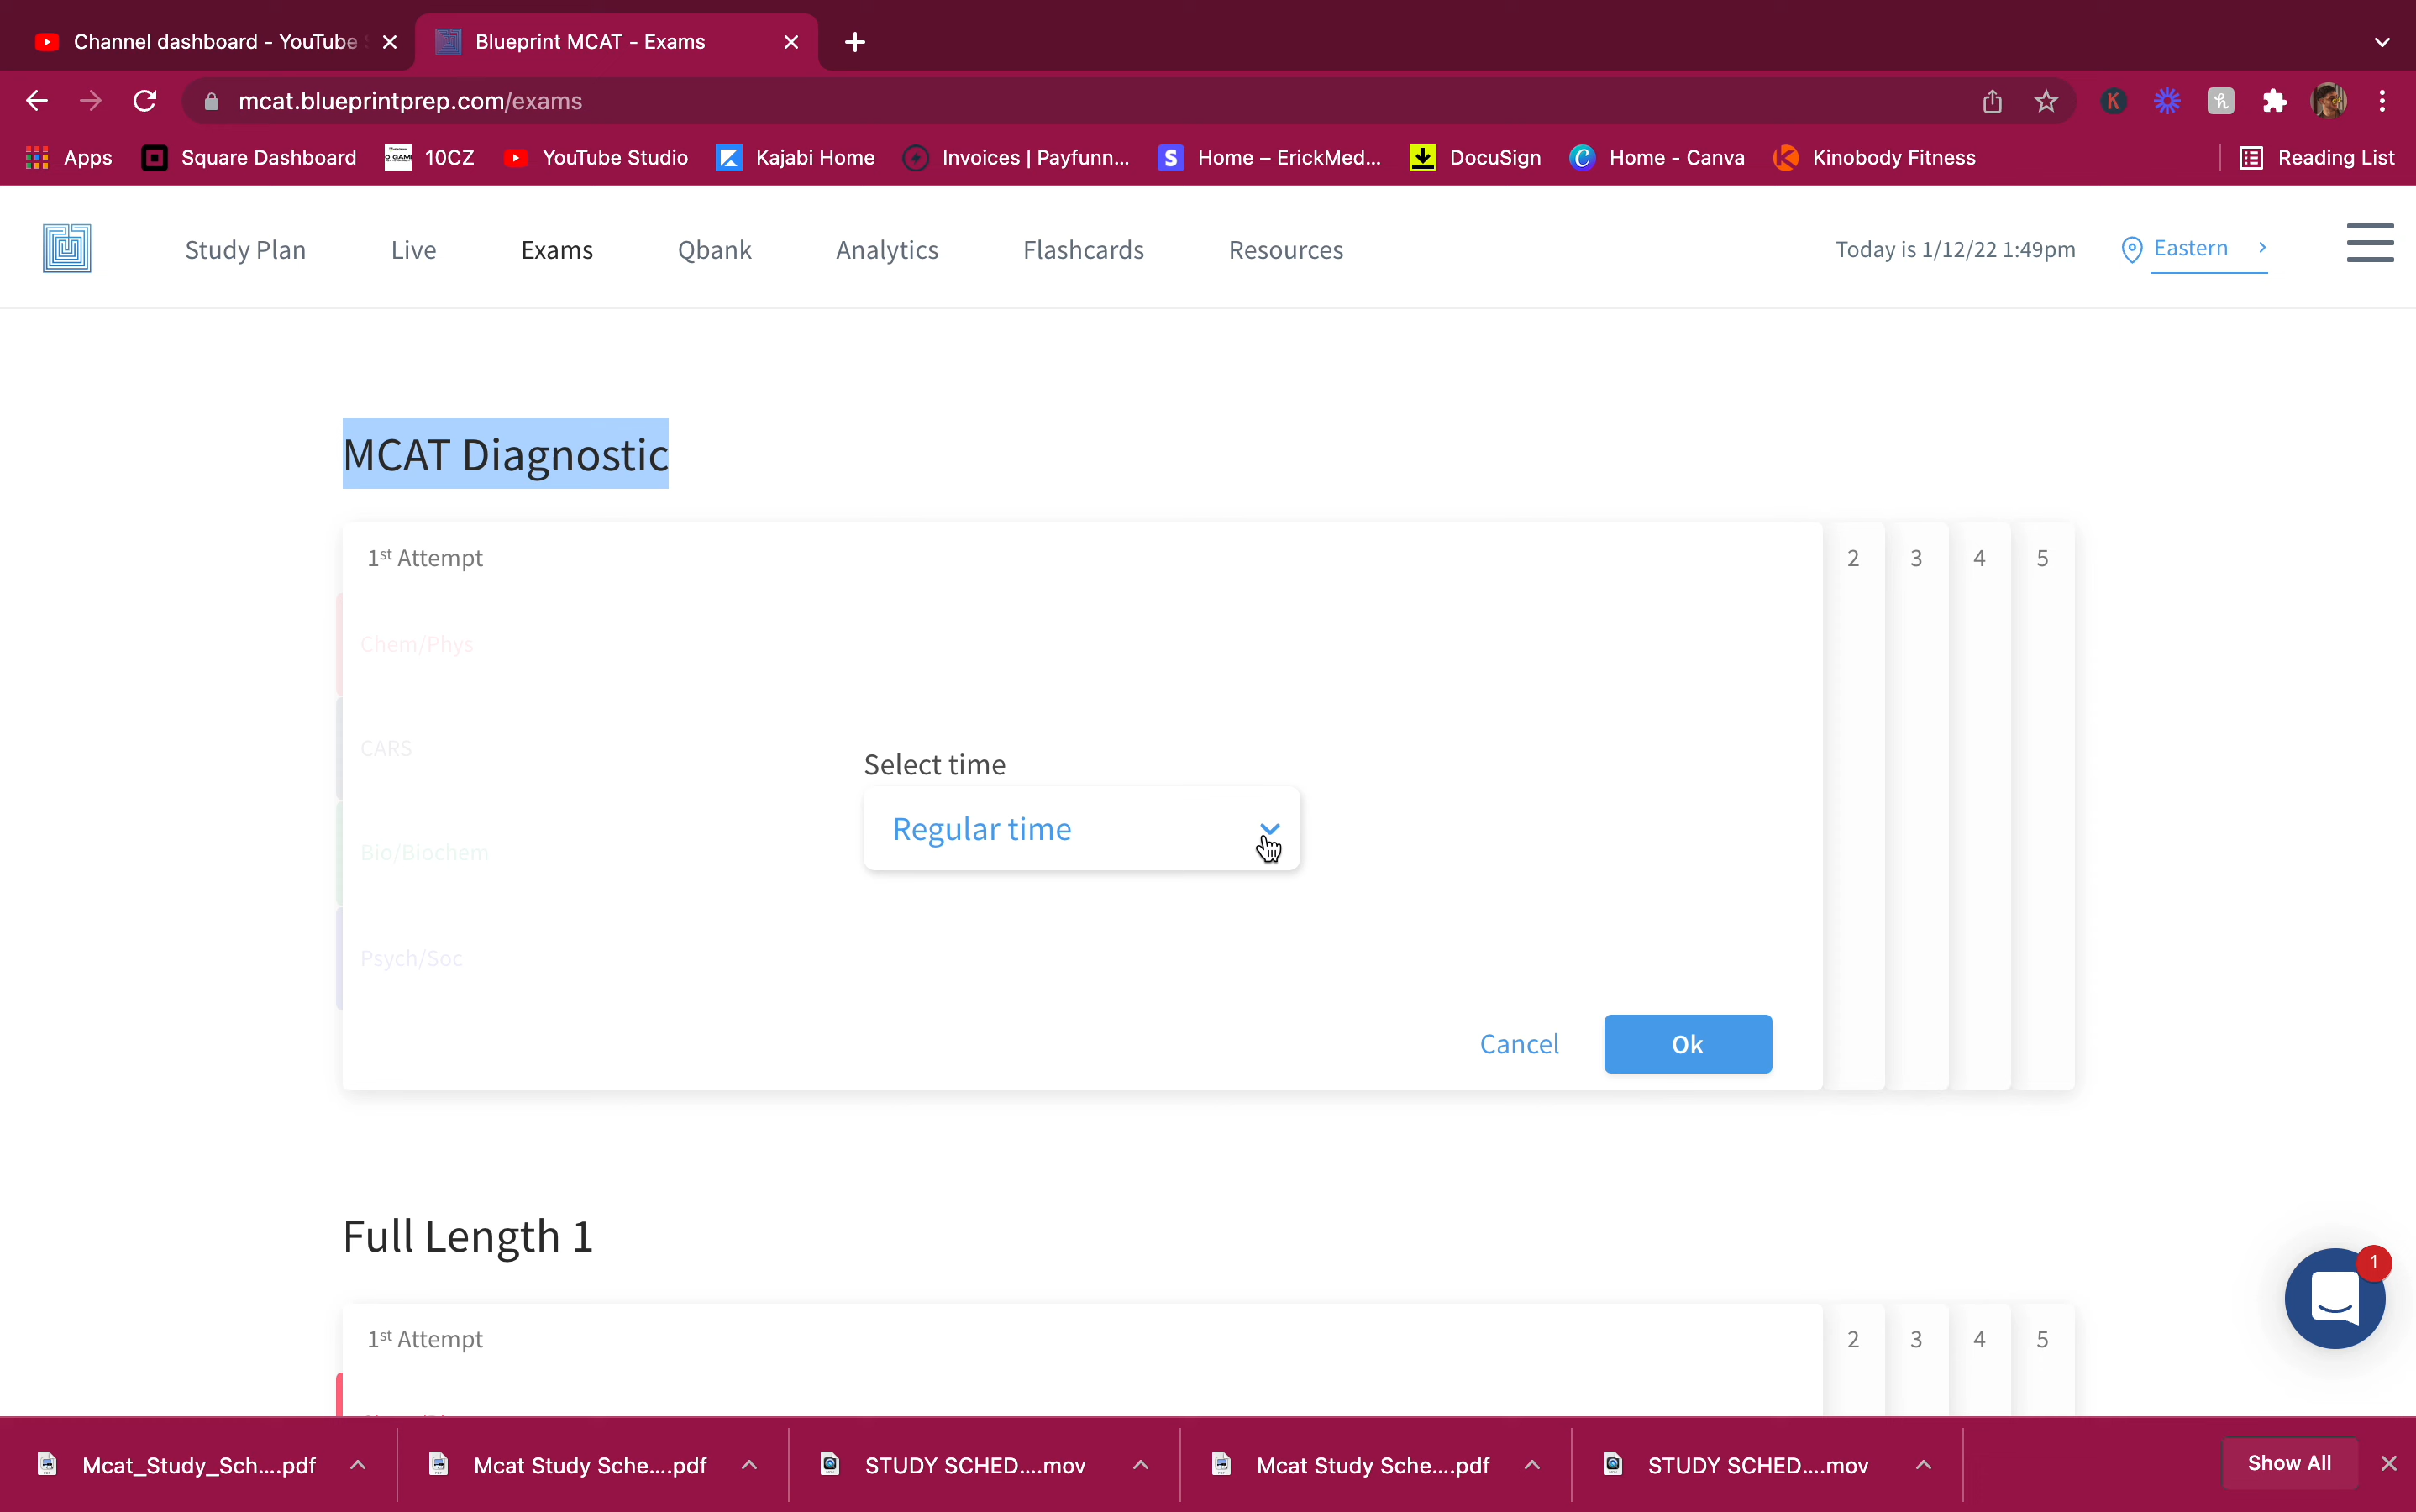 Channel dashboard - YouTube
Blueprint MCAT - Exams
mcat.blueprintprep.com/exams
Apps
Square Dashboard
10CZ
YouTube Studio
Kajabi Home
Invoices | Payfunn...
Home – ErickMed...
DocuSign
Home - Canva
Kinobody Fitness
Reading List
Study Plan
Live
Exams
Qbank
Analytics
Flashcards
Resources
Today is 1/12/22 1:49pm
Eastern
MCAT Diagnostic
1st Attempt
2
3
4
5
Chem/Phys
CARS
Bio/Biochem
Psych/Soc
Select time
Regular time
Cancel
Ok
Full Length 1
1
1st Attempt
2
3
4
5
Mcat_Study_Sch....pdf
Mcat Study Sche....pdf
STUDY SCHED....mov
Mcat Study Sche....pdf
STUDY SCHED....mov
Show All